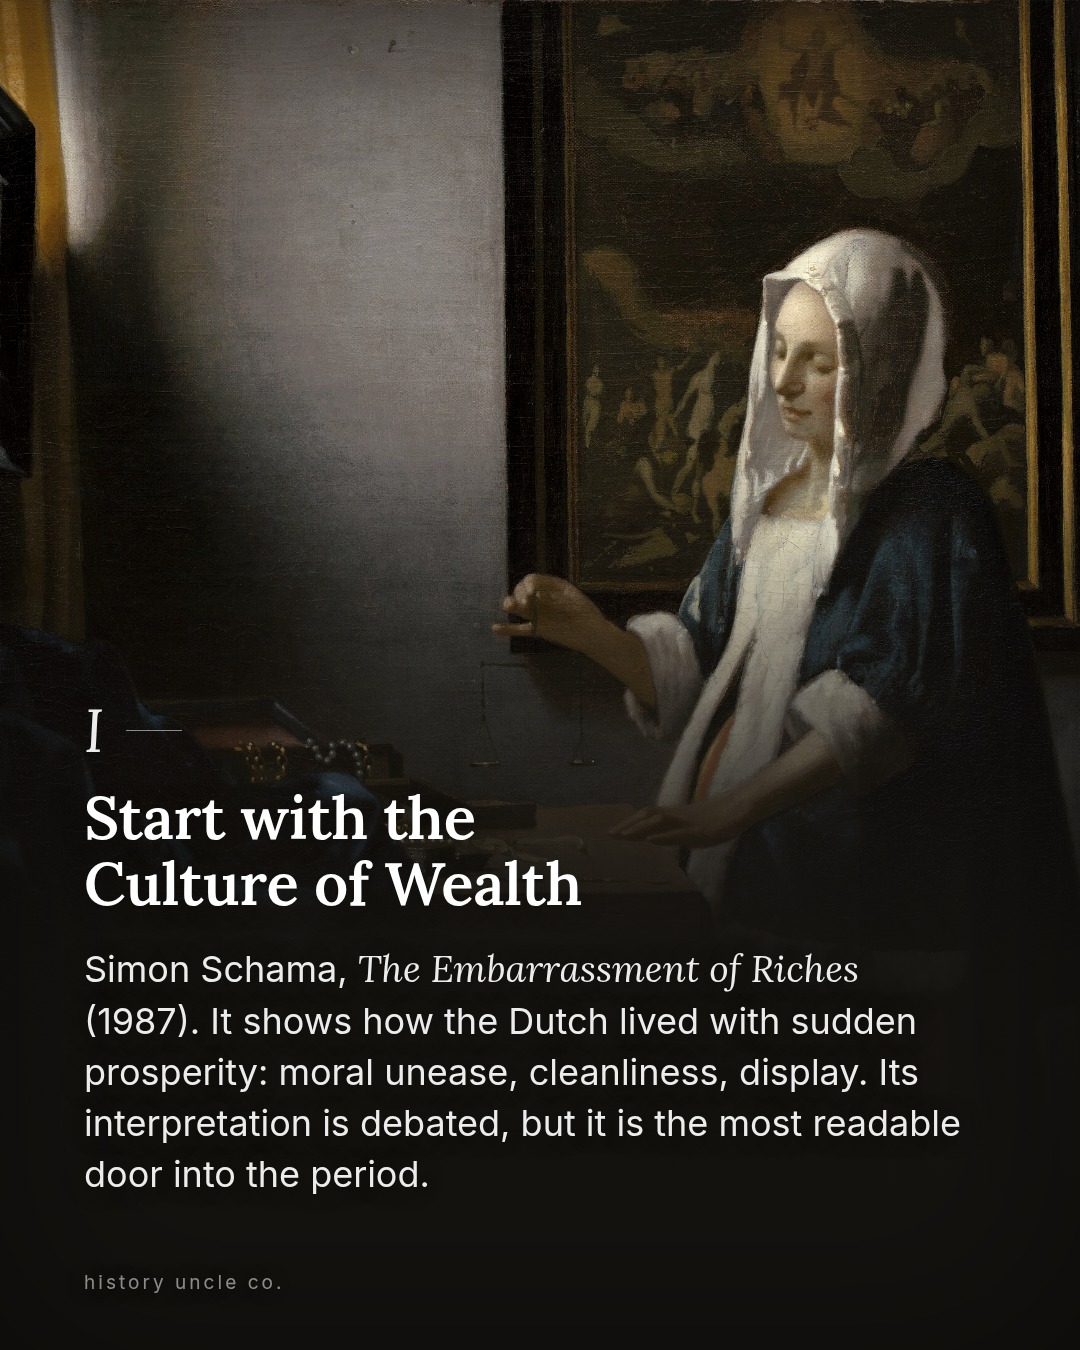 I
Start with the
Culture of Wealth
Simon Schama, The Embarrassment of Riches
(1987). It shows how the Dutch lived with sudden
prosperity: moral unease, cleanliness, display. Its
interpretation is debated, but it is the most readable
door into the period.
history uncle co.